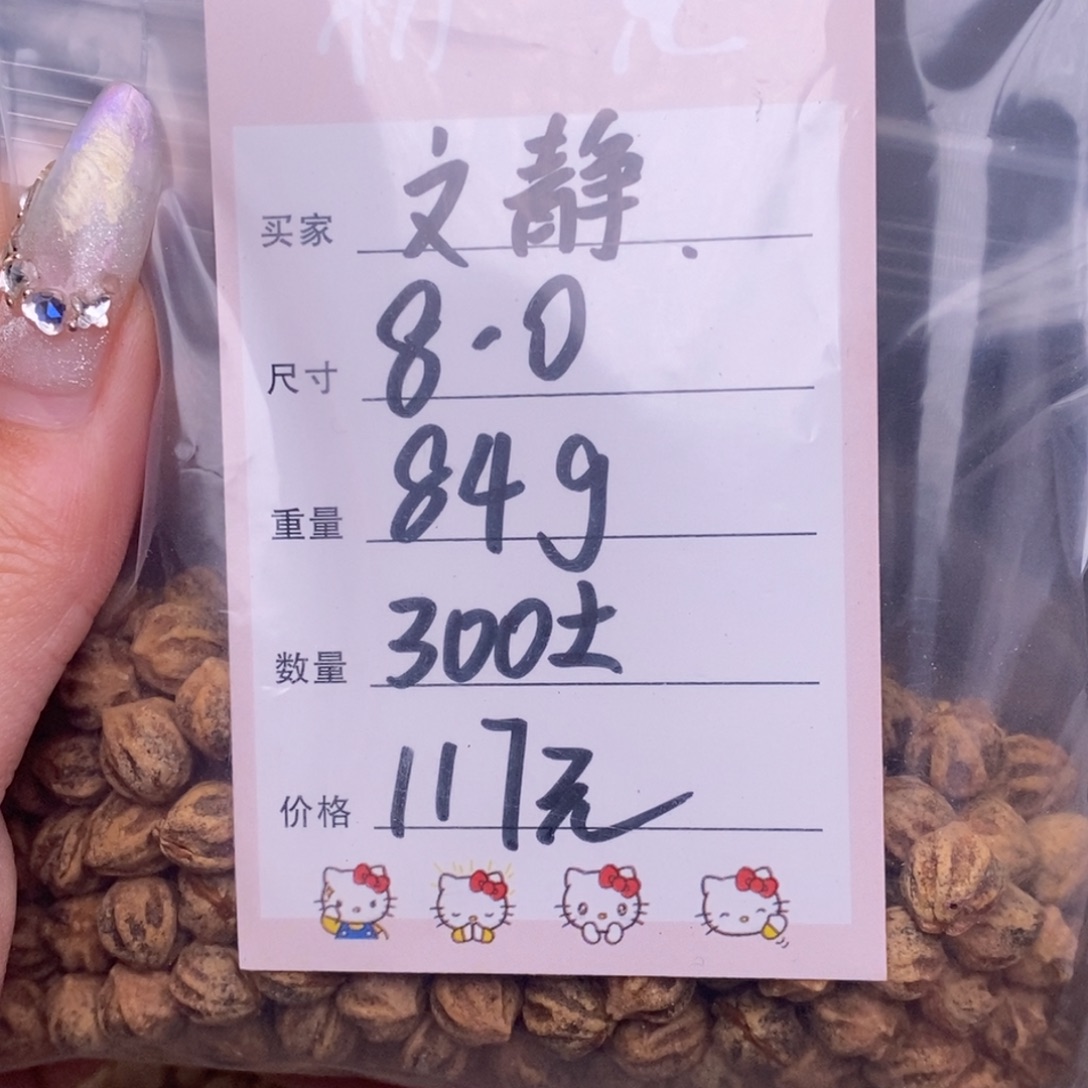 买家 文静.
尺寸 8.0
重量 84g
数量 300±
价格 117元